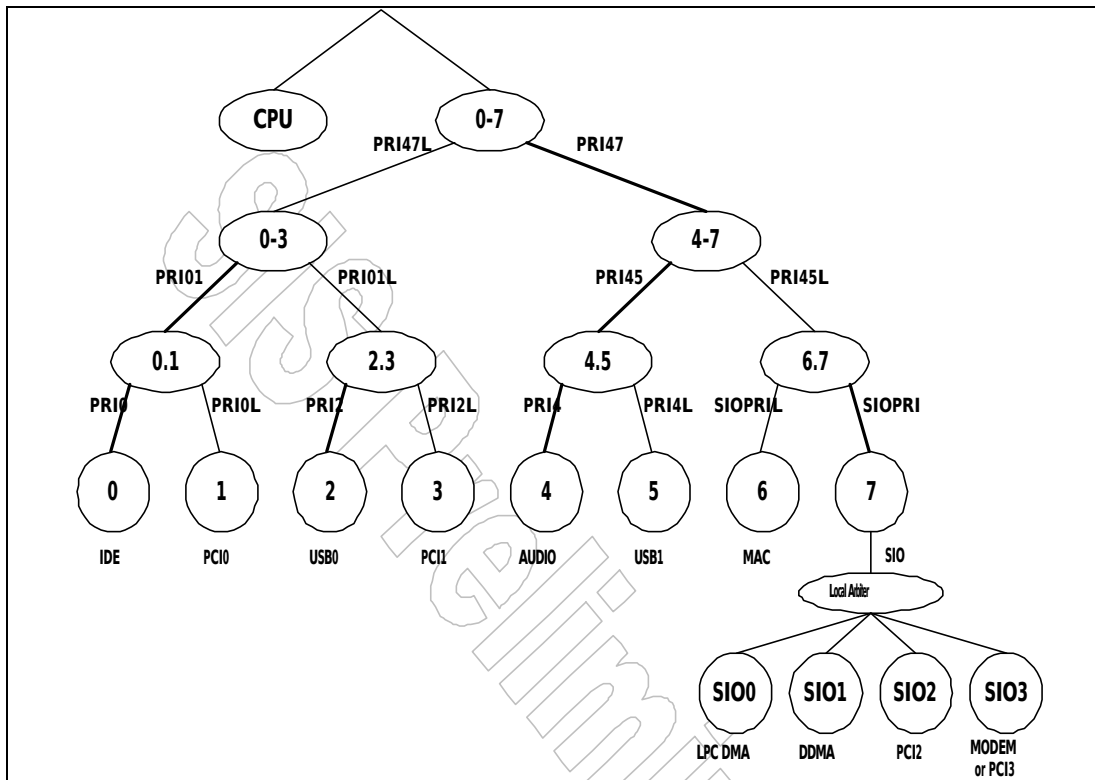 CPU
0-7
PRI47L
PRI47
0-3
4-7
PRI01
PRI01L
PRI45
PRI45L
0.1
2.3
4.5
6.7
PRI0
PRI0L
PRI2
PRI2L
PRI4
PRI4L
SIOPRIL
SIOPRI
0
1
2
3
4
5
6
7
IDE
PCI0
USB0
PCI1
AUDIO
USB1
MAC
SIO
Local Arbiter
SIO0
SIO1
SIO2
SIO3
LPC DMA
DDMA
PCI2
MODEM
or PCI3
SiS Prelimi